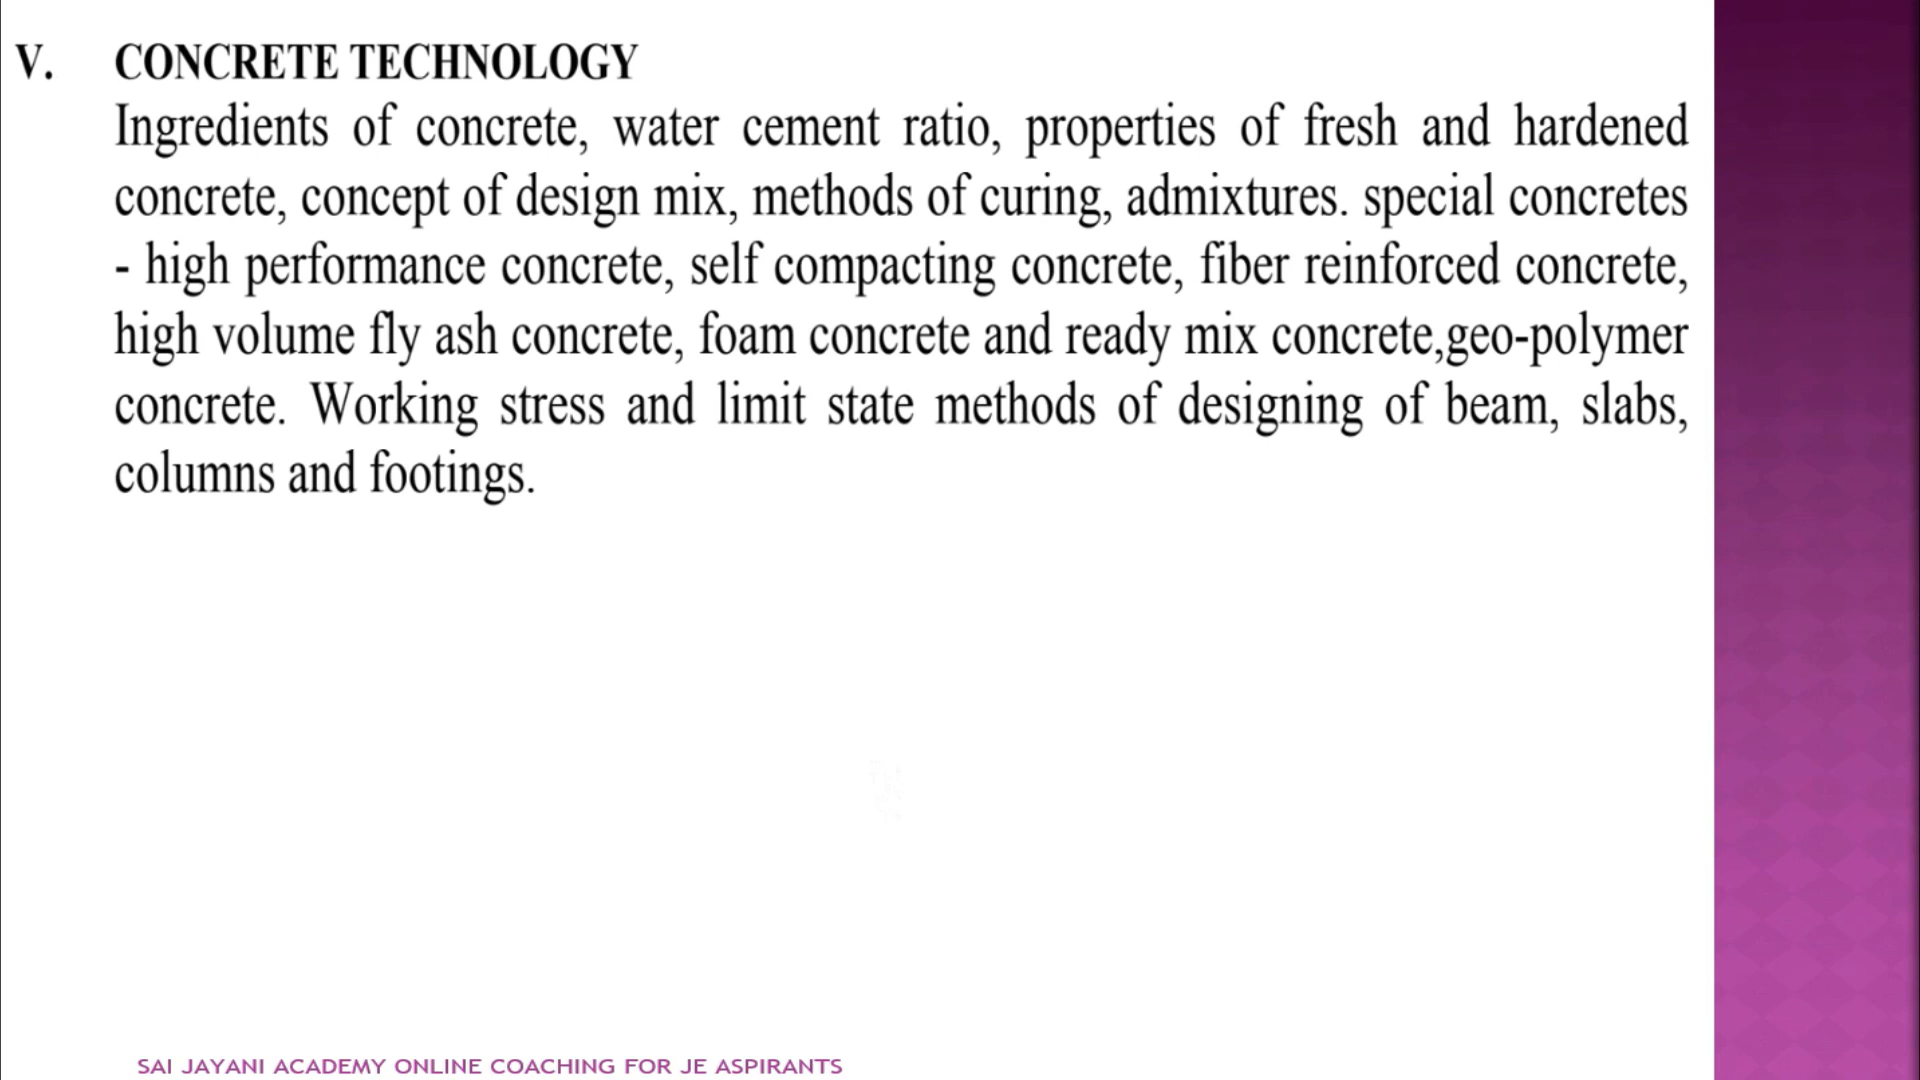 V. CONCRETE TECHNOLOGY
Ingredients of concrete, water cement ratio, properties of fresh and hardened
concrete, concept of design mix, methods of curing, admixtures. special concretes
- high performance concrete, self compacting concrete, fiber reinforced concrete,
high volume fly ash concrete, foam concrete and ready mix concrete,geo-polymer
concrete. Working stress and limit state methods of designing of beam, slabs,
columns and footings.
SAI JAYANI ACADEMY ONLINE COACHING FOR JE ASPIRANTS